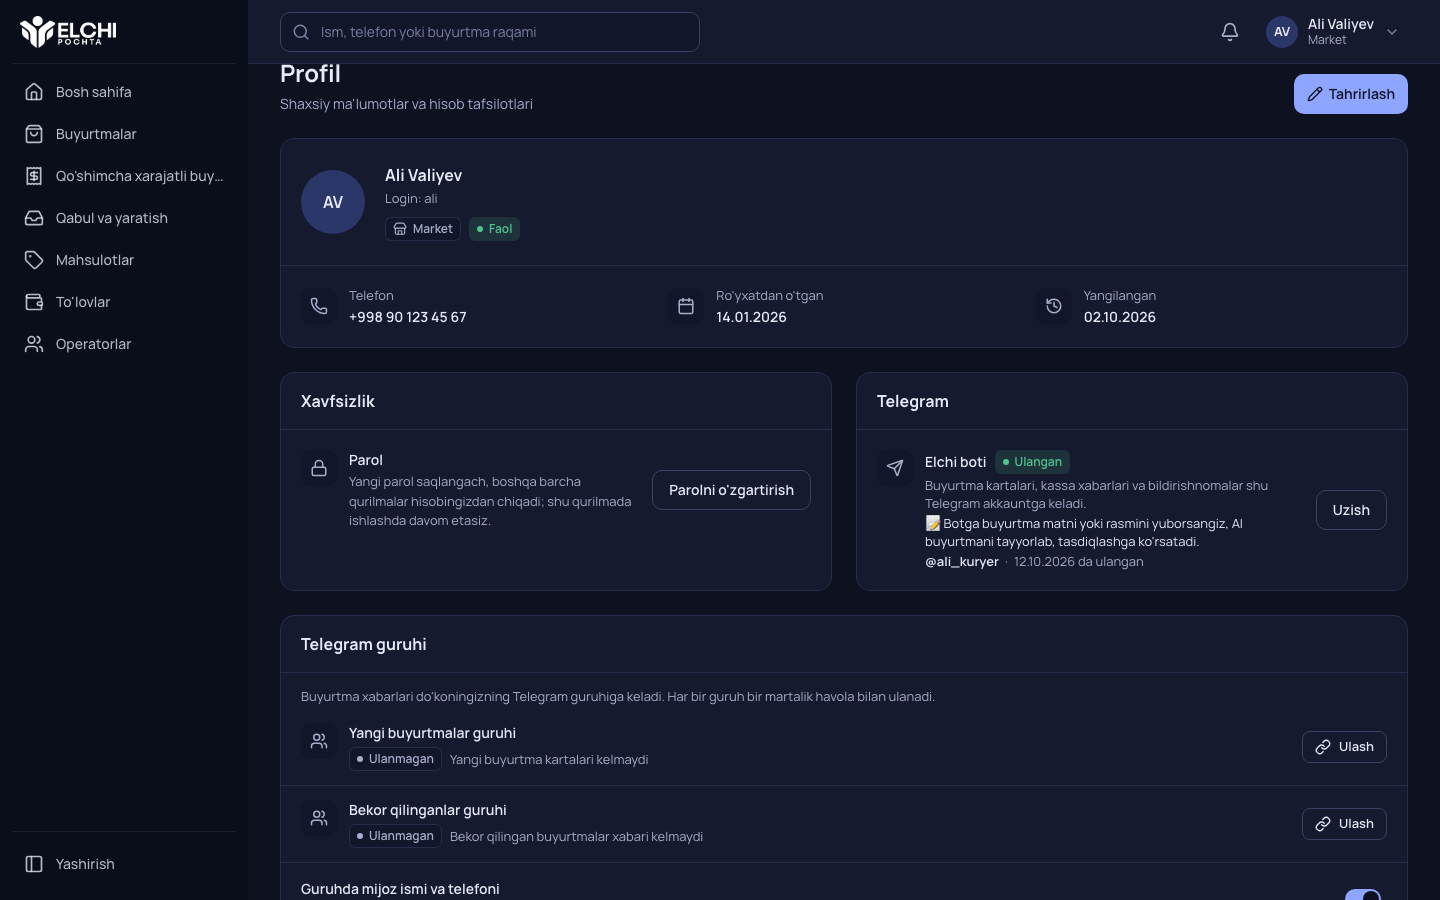 ELCHI
POCHTA
Ism, telefon yoki buyurtma raqami
AV
Ali Valiyev
Market
Bosh sahifa
Buyurtmalar
Qo'shimcha xarajatli buy...
Qabul va yaratish
Mahsulotlar
To'lovlar
Operatorlar
Yashirish
Profil
Shaxsiy ma'lumotlar va hisob tafsilotlari
Tahrirlash
AV
Ali Valiyev
Login: ali
Market
Faol
Telefon
+998 90 123 45 67
Ro'yxatdan o'tgan
14.01.2026
Yangilangan
02.10.2026
Xavfsizlik
Parol
Yangi parol saqlangach, boshqa barcha
qurilmalar hisobingizdan chiqadi; shu qurilmada
ishlashda davom etasiz.
Parolni o'zgartirish
Telegram
Elchi boti
Ulangan
Buyurtma kartalari, kassa xabarlari va bildirishnomalar shu
Telegram akkauntga keladi.
📝 Botga buyurtma matni yoki rasmini yuborsangiz, AI
buyurtmani tayyorlab, tasdiqlashga ko'rsatadi.
@ali_kuryer · 12.10.2026 da ulangan
Uzish
Telegram guruhi
Buyurtma xabarlari do'koningizning Telegram guruhiga keladi. Har bir guruh bir martalik havola bilan ulanadi.
Yangi buyurtmalar guruhi
Ulanmagan
Yangi buyurtma kartalari kelmaydi
Ulash
Bekor qilinganlar guruhi
Ulanmagan
Bekor qilingan buyurtmalar xabari kelmaydi
Ulash
Guruhda mijoz ismi va telefoni